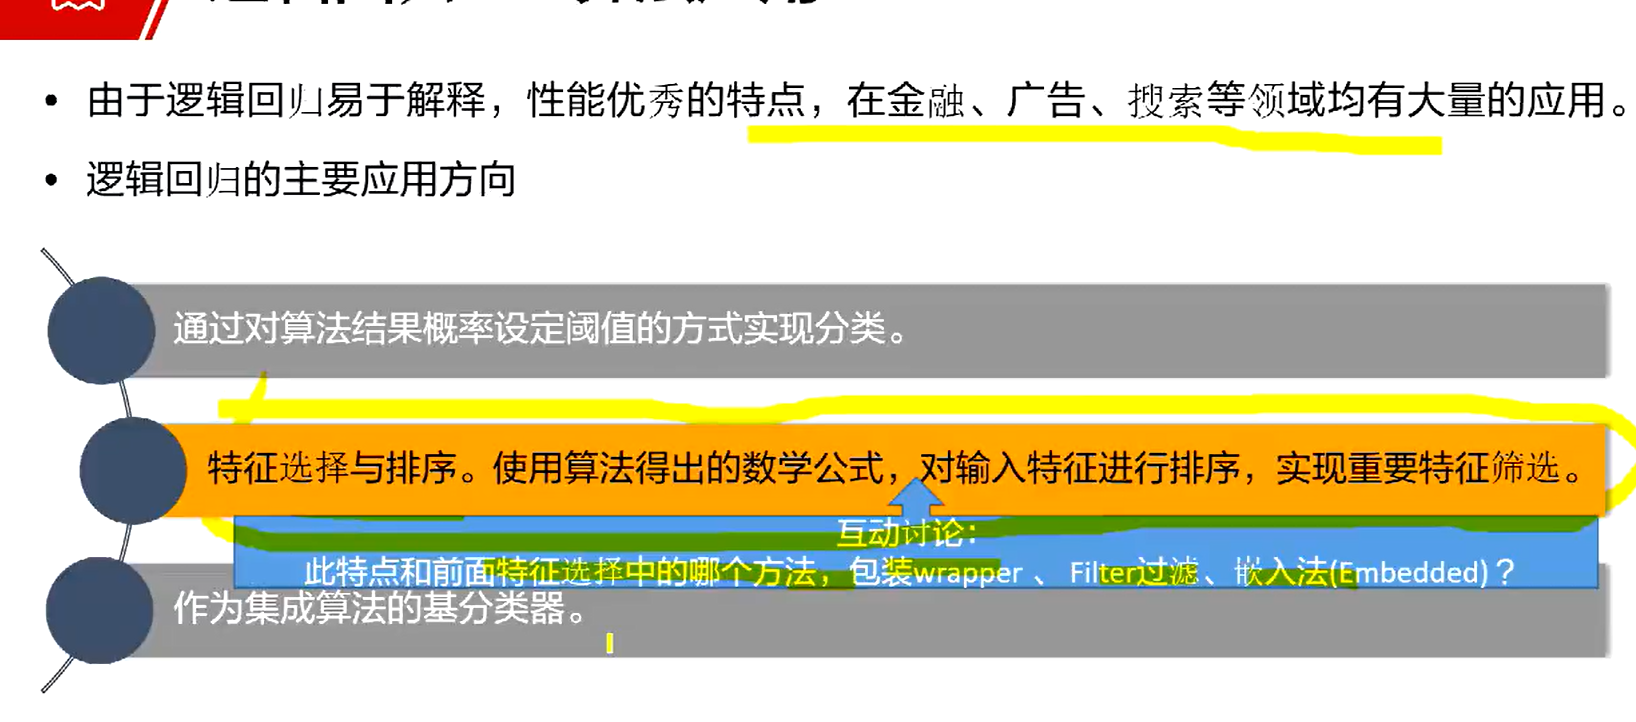 由于逻辑回归易于解释，性能优秀的特点，在金融、广告、搜索等领域均有大量的应用。
逻辑回归的主要应用方向
通过对算法结果概率设定阈值的方式实现分类。
特征选择与排序。使用算法得出的数学公式，对输入特征进行排序，实现重要特征筛选。
互动讨论：
此特点和前面特征选择中的哪个方法，包装wrapper 、 Filter过滤、嵌入法(Embedded)？
作为集成算法的基分类器。